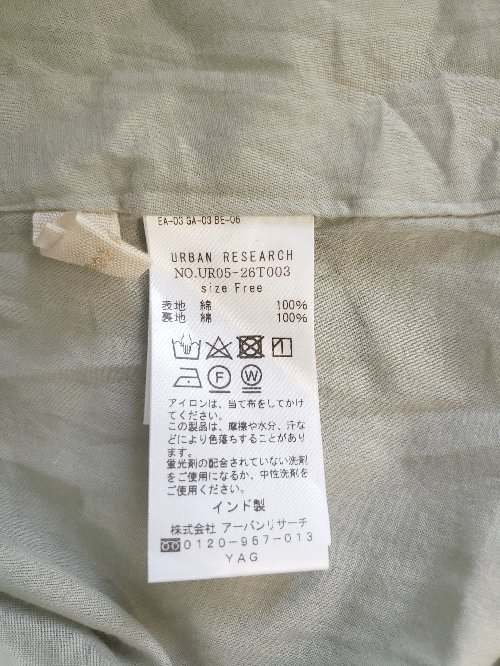 EA-03 GA-03 BE-06
URBAN RESEARCH
NO.UR05-26T003
size Free
表地 綿 100%
裏地 綿 100%
アイロンは、当て布をしてかけ
てください。
この製品は、摩擦や水分、汗な
どにより色落ちすることがあり
ます。
蛍光剤の配合されていない洗剤
をご使用になるか、中性洗剤を
ご使用ください。
インド製
株式会社 アーバンリサーチ
0120-967-013
YAG